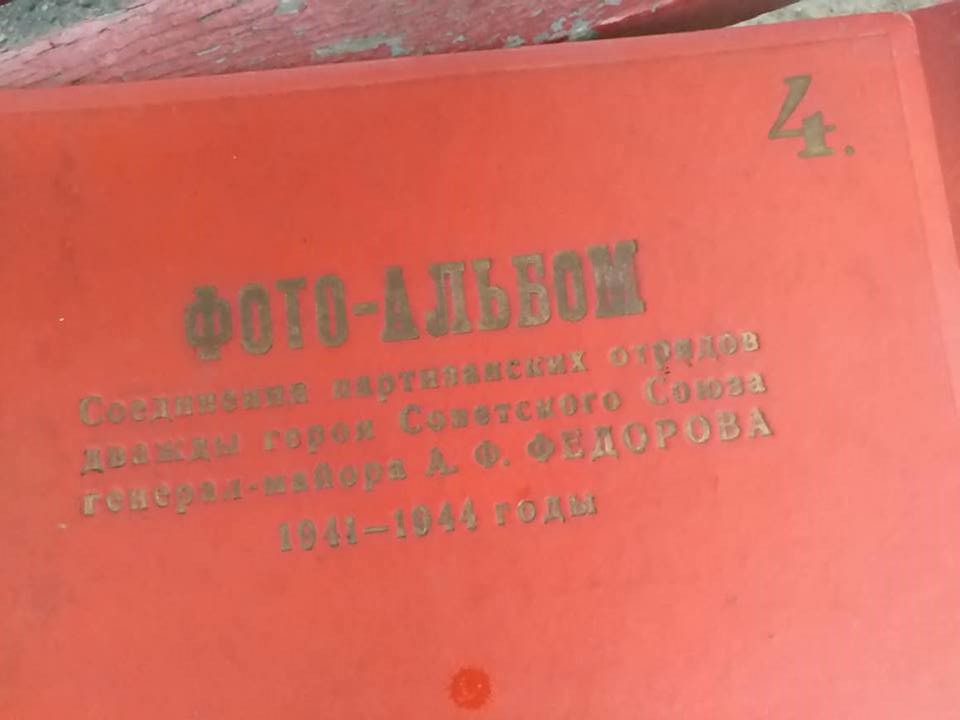 4.
ФОТО-АЛЬБОМ
Соединения партизанских отрядов
дважды героя Советского Союза
генерал-майора А. Ф. ФЕДОРОВА
1941—1944 годы